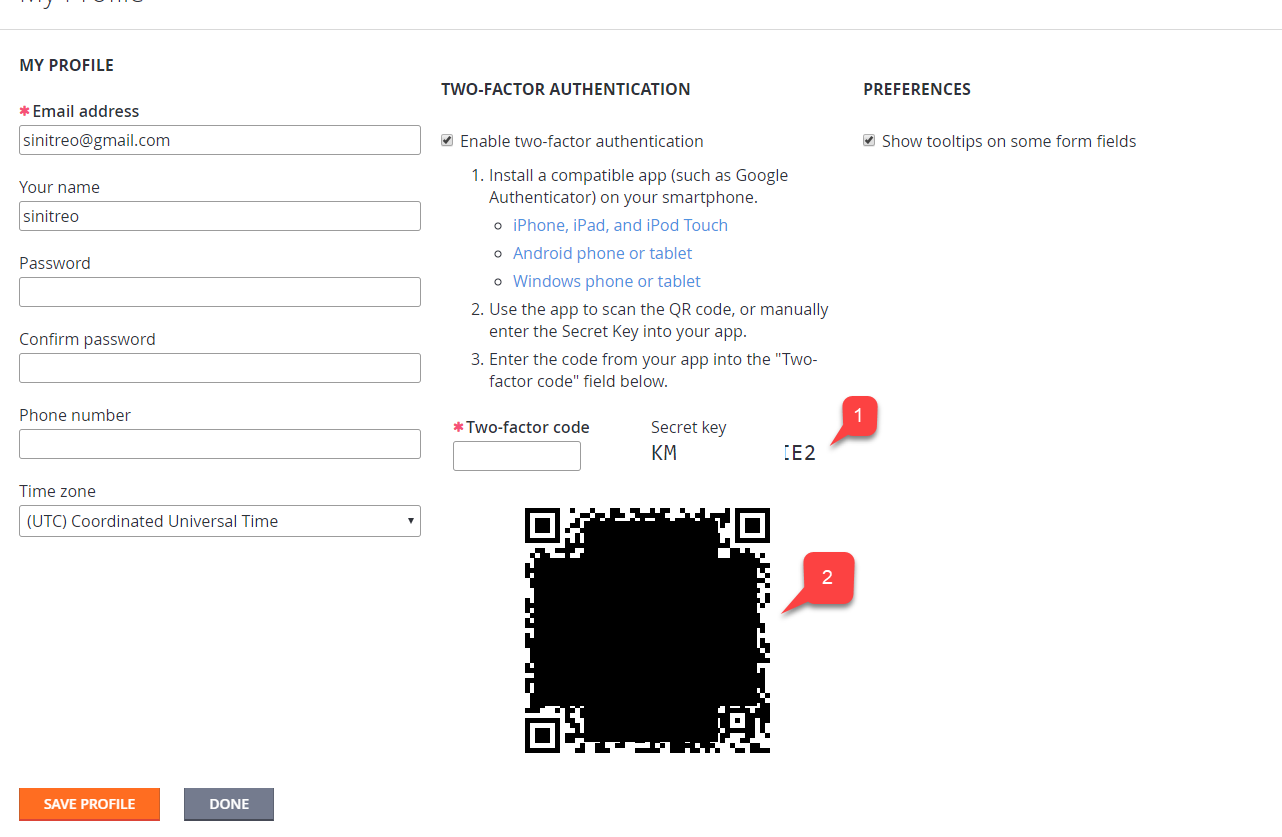 MY PROFILE
* Email address
sinitreo@gmail.com
Your name
sinitreo
Password
Confirm password
Phone number
Time zone
(UTC) Coordinated Universal Time
SAVE PROFILE
DONE
TWO-FACTOR AUTHENTICATION
Enable two-factor authentication
1. Install a compatible app (such as Google
Authenticator) on your smartphone.
iPhone, iPad, and iPod Touch
Android phone or tablet
Windows phone or tablet
2. Use the app to scan the QR code, or manually
enter the Secret Key into your app.
3. Enter the code from your app into the "Two-
factor code" field below.
* Two-factor code
Secret key
KM E2
1
2
PREFERENCES
Show tooltips on some form fields